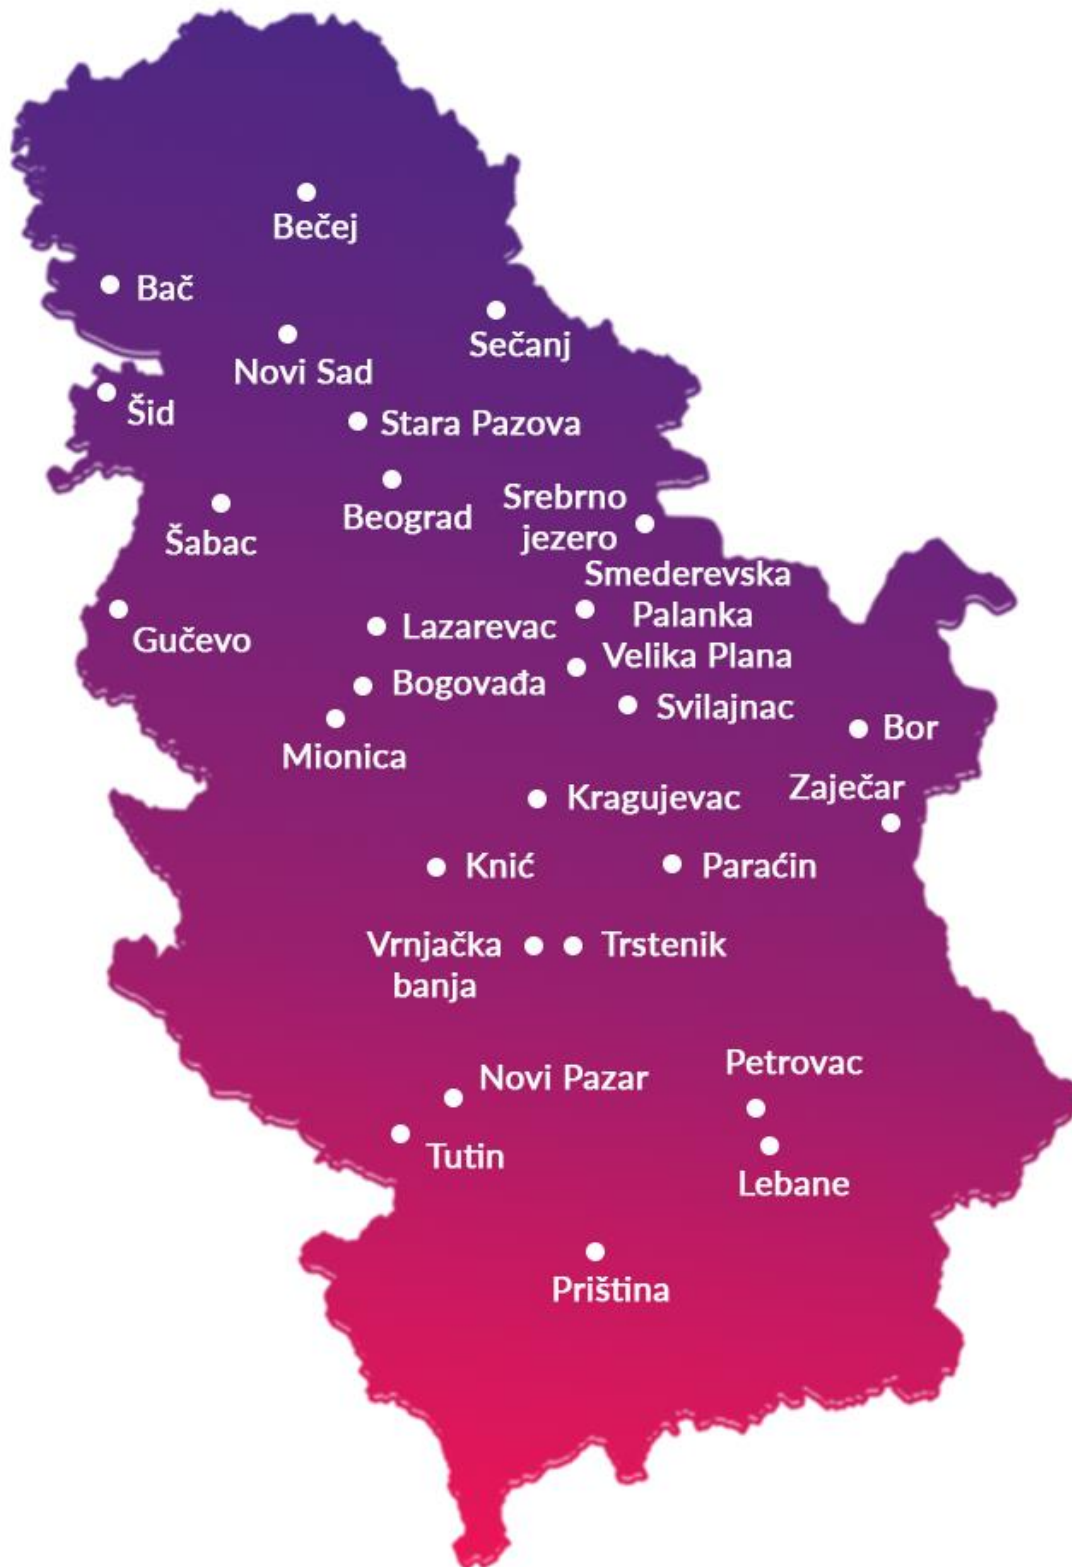 Bečej
Bač
Sečanj
Novi Sad
Šid
Stara Pazova
Beograd
Srebrno
jezero
Šabac
Smederevska
Palanka
Gučevo
Lazarevac
Velika Plana
Bogovađa
Svilajnac
Bor
Mionica
Zaječar
Kragujevac
Knić
Paraćin
Vrnjačka
banja
Trstenik
Petrovac
Novi Pazar
Tutin
Lebane
Priština